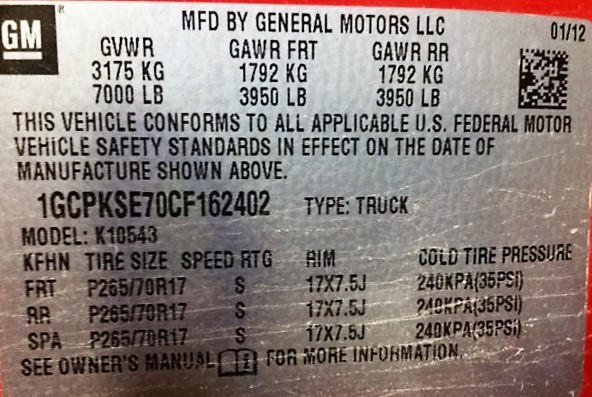 GM
MFD BY GENERAL MOTORS LLC 01/12
GVWR GAWR FRT GAWR RR
3175 KG 1792 KG 1792 KG
7000 LB 3950 LB 3950 LB
THIS VEHICLE CONFORMS TO ALL APPLICABLE U.S. FEDERAL MOTOR
VEHICLE SAFETY STANDARDS IN EFFECT ON THE DATE OF
MANUFACTURE SHOWN ABOVE.
1GCPKSE70CF162402 TYPE: TRUCK
MODEL: K10543
KFHN TIRE SIZE SPEED RTG RIM COLD TIRE PRESSURE
FRT P265/70R17 S 17X7.5J 240KPA(35PSI)
RR P265/70R17 S 17X7.5J 240KPA(35PSI)
SPA P265/70R17 S 17X7.5J 240KPA(35PSI)
SEE OWNER'S MANUAL FOR MORE INFORMATION.